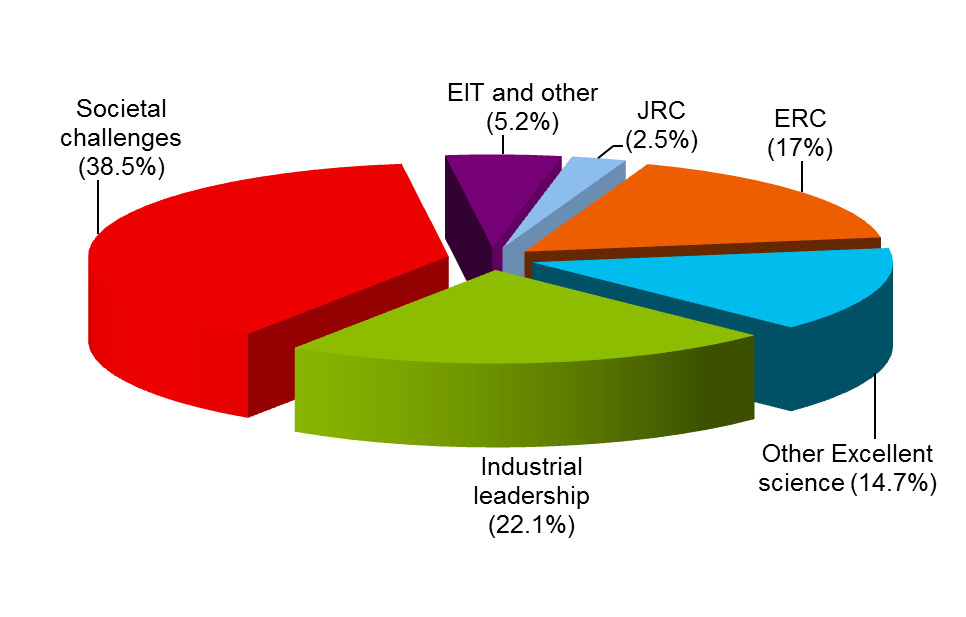 Societal
challenges
(38.5%)
EIT and other
(5.2%)
JRC
(2.5%)
ERC
(17%)
Other Excellent
science (14.7%)
Industrial
leadership
(22.1%)